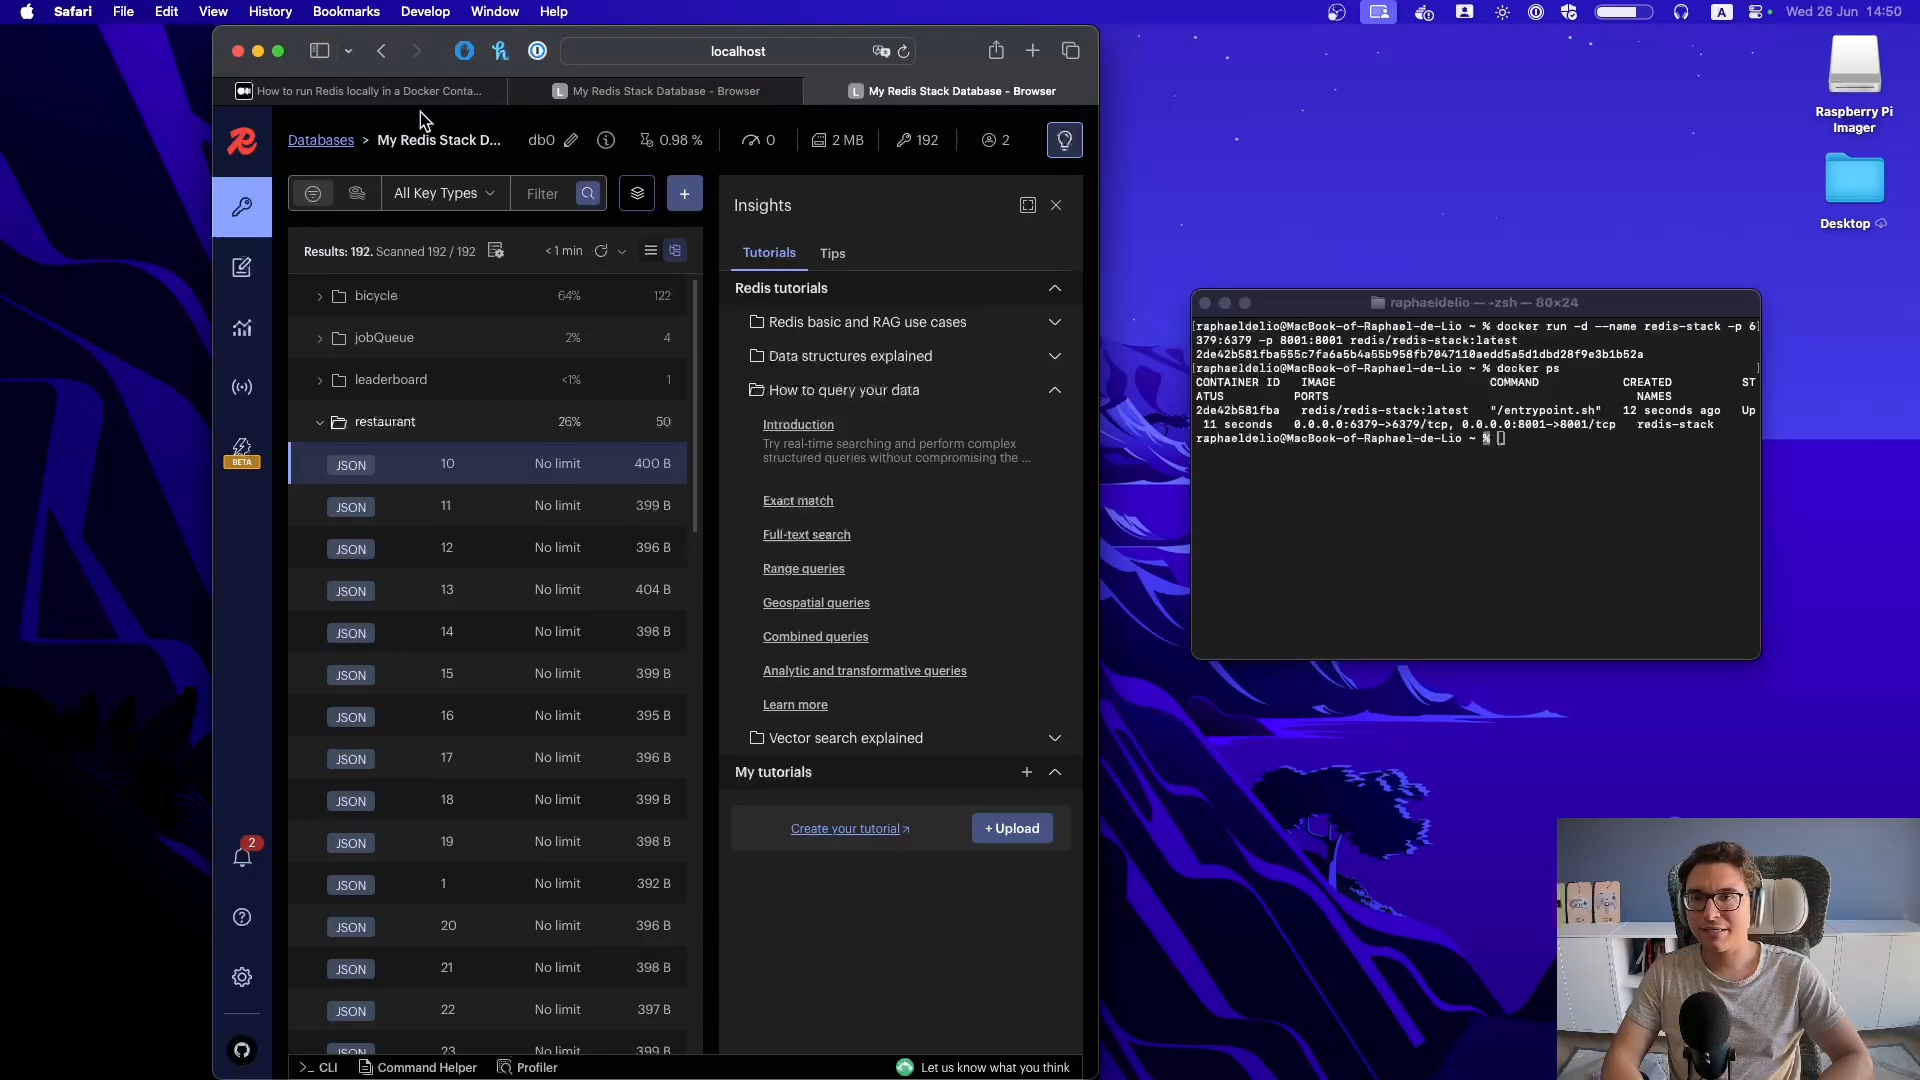 Safari File Edit View History Bookmarks Develop Window Help
A
Wed 26 Jun 14:50
localhost
How to run Redis locally in a Docker Conta...
L My Redis Stack Database - Browser
L My Redis Stack Database - Browser
Databases > My Redis Stack D... db0 0.98 % 0 2 MB 192 2
All Key Types Filter +
Results: 192. Scanned 192 / 192 < 1 min
bicycle 64% 122
jobQueue 2% 4
leaderboard <1% 1
restaurant 26% 50
JSON 10 No limit 400 B
JSON 11 No limit 399 B
JSON 12 No limit 396 B
JSON 13 No limit 404 B
JSON 14 No limit 396 B
JSON 15 No limit 399 B
JSON 16 No limit 395 B
JSON 17 No limit 396 B
JSON 18 No limit 399 B
JSON 19 No limit 396 B
JSON 1 No limit 392 B
JSON 20 No limit 396 B
JSON 21 No limit 398 B
JSON 22 No limit 397 B
JSON 23 No limit 399 B
BETA
2
Insights
Tutorials Tips
Redis tutorials
Redis basic and RAG use cases
Data structures explained
How to query your data
Introduction
Try real-time searching and perform complex
structured queries without compromising the ...
Exact match
Full-text search
Range queries
Geospatial queries
Combined queries
Analytic and transformative queries
Learn more
Vector search explained
My tutorials +
Create your tutorial
+ Upload
>_ CLI Command Helper Profiler Let us know what you think
Raspberry Pi
Imager
Desktop
raphaeldelio — -zsh — 80×24
[raphaeldelio@MacBook-of-Raphael-de-Lio ~ % docker run -d --name redis-stack -p 6]
379:6379 -p 8001:8001 redis/redis-stack:latest
[raphaeldelio@MacBook-of-Raphael-de-Lio ~ % docker ps ]
CONTAINER ID IMAGE COMMAND CREATED ST
ATUS PORTS NAMES
2de42b581fba redis/redis-stack:latest "/entrypoint.sh" 12 seconds ago Up
11 seconds 0.0.0.0:6379->6379/tcp, 0.0.0.0:8001->8001/tcp redis-stack
raphaeldelio@MacBook-of-Raphael-de-Lio ~ %